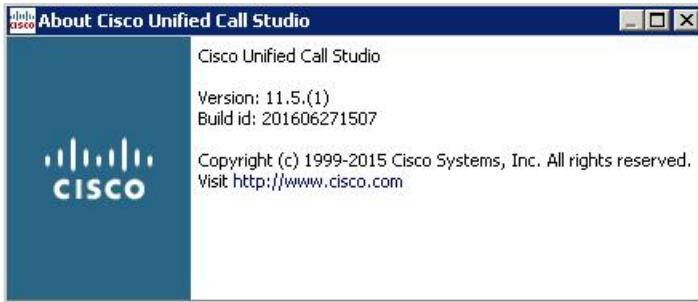 About Cisco Unified Call Studio
Cisco Unified Call Studio
Version: 11.5.(1)
Build id: 201606271507
Copyright (c) 1999-2015 Cisco Systems, Inc. All rights reserved.
Visit http://www.cisco.com
CISCO